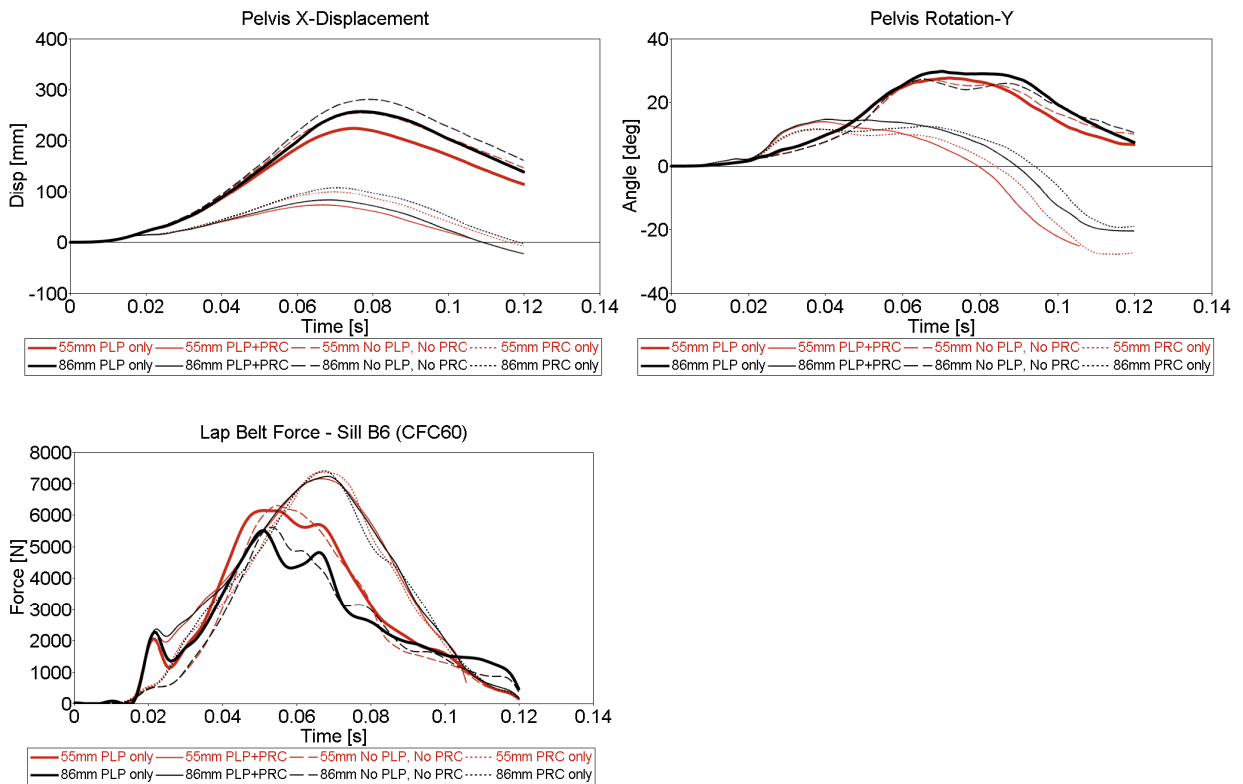 Pelvis X-Displacement
400
300
200
100
0
-100
Disp [mm]
0 0.02 0.04 0.06 0.08 0.1 0.12 0.14
Time [s]
55mm PLP only 55mm PLP+PRC 55mm No PLP, No PRC 55mm PRC only
86mm PLP only 86mm PLP+PRC 86mm No PLP, No PRC 86mm PRC only
Pelvis Rotation-Y
40
20
0
-20
-40
Angle [deg]
0 0.02 0.04 0.06 0.08 0.1 0.12 0.14
Time [s]
55mm PLP only 55mm PLP+PRC 55mm No PLP, No PRC 55mm PRC only
86mm PLP only 86mm PLP+PRC 86mm No PLP, No PRC 86mm PRC only
Lap Belt Force - Sill B6 (CFC60)
8000
7000
6000
5000
4000
3000
2000
1000
0
Force [N]
0 0.02 0.04 0.06 0.08 0.1 0.12 0.14
Time [s]
55mm PLP only 55mm PLP+PRC 55mm No PLP, No PRC 55mm PRC only
86mm PLP only 86mm PLP+PRC 86mm No PLP, No PRC 86mm PRC only